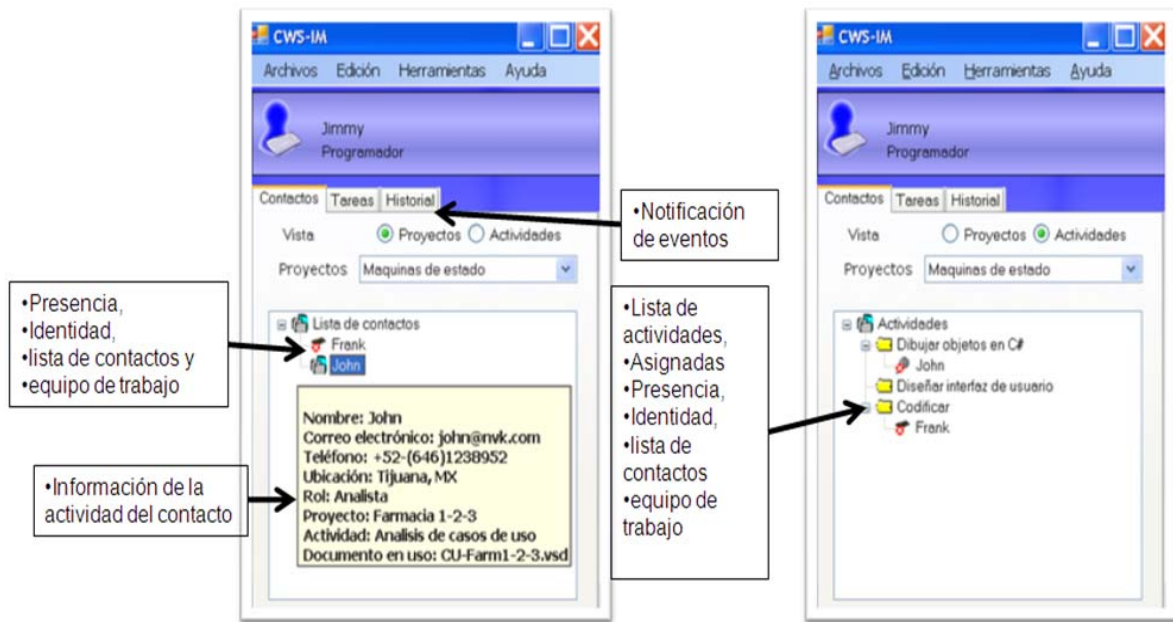 CWS-IM
Archivos Edición Herramientas Ayuda
Jimmy
Programador
Contactos Tareas Historial
Vista Proyectos Actividades
Proyectos Maquinas de estado
Lista de contactos
Frank
John
Nombre: John
Correo electrónico: john@nvk.com
Teléfono: +52-(646)1238952
Ubicación: Tijuana, MX
Rol: Analista
Proyecto: Farmacia 1-2-3
Actividad: Analisis de casos de uso
Documento en uso: CU-Farm1-2-3.vsd
•Presencia,
•Identidad,
•lista de contactos y
•equipo de trabajo
•Información de la
actividad del contacto
•Notificación
de eventos
•Lista de
actividades,
•Asignadas
•Presencia,
•Identidad,
•lista de
contactos
•equipo de
trabajo
CWS-IM
Archivos Edición Herramientas Ayuda
Jimmy
Programador
Contactos Tareas Historial
Vista Proyectos Actividades
Proyectos Maquinas de estado
Actividades
Dibujar objetos en C#
John
Diseñar interfaz de usuario
Codificar
Frank